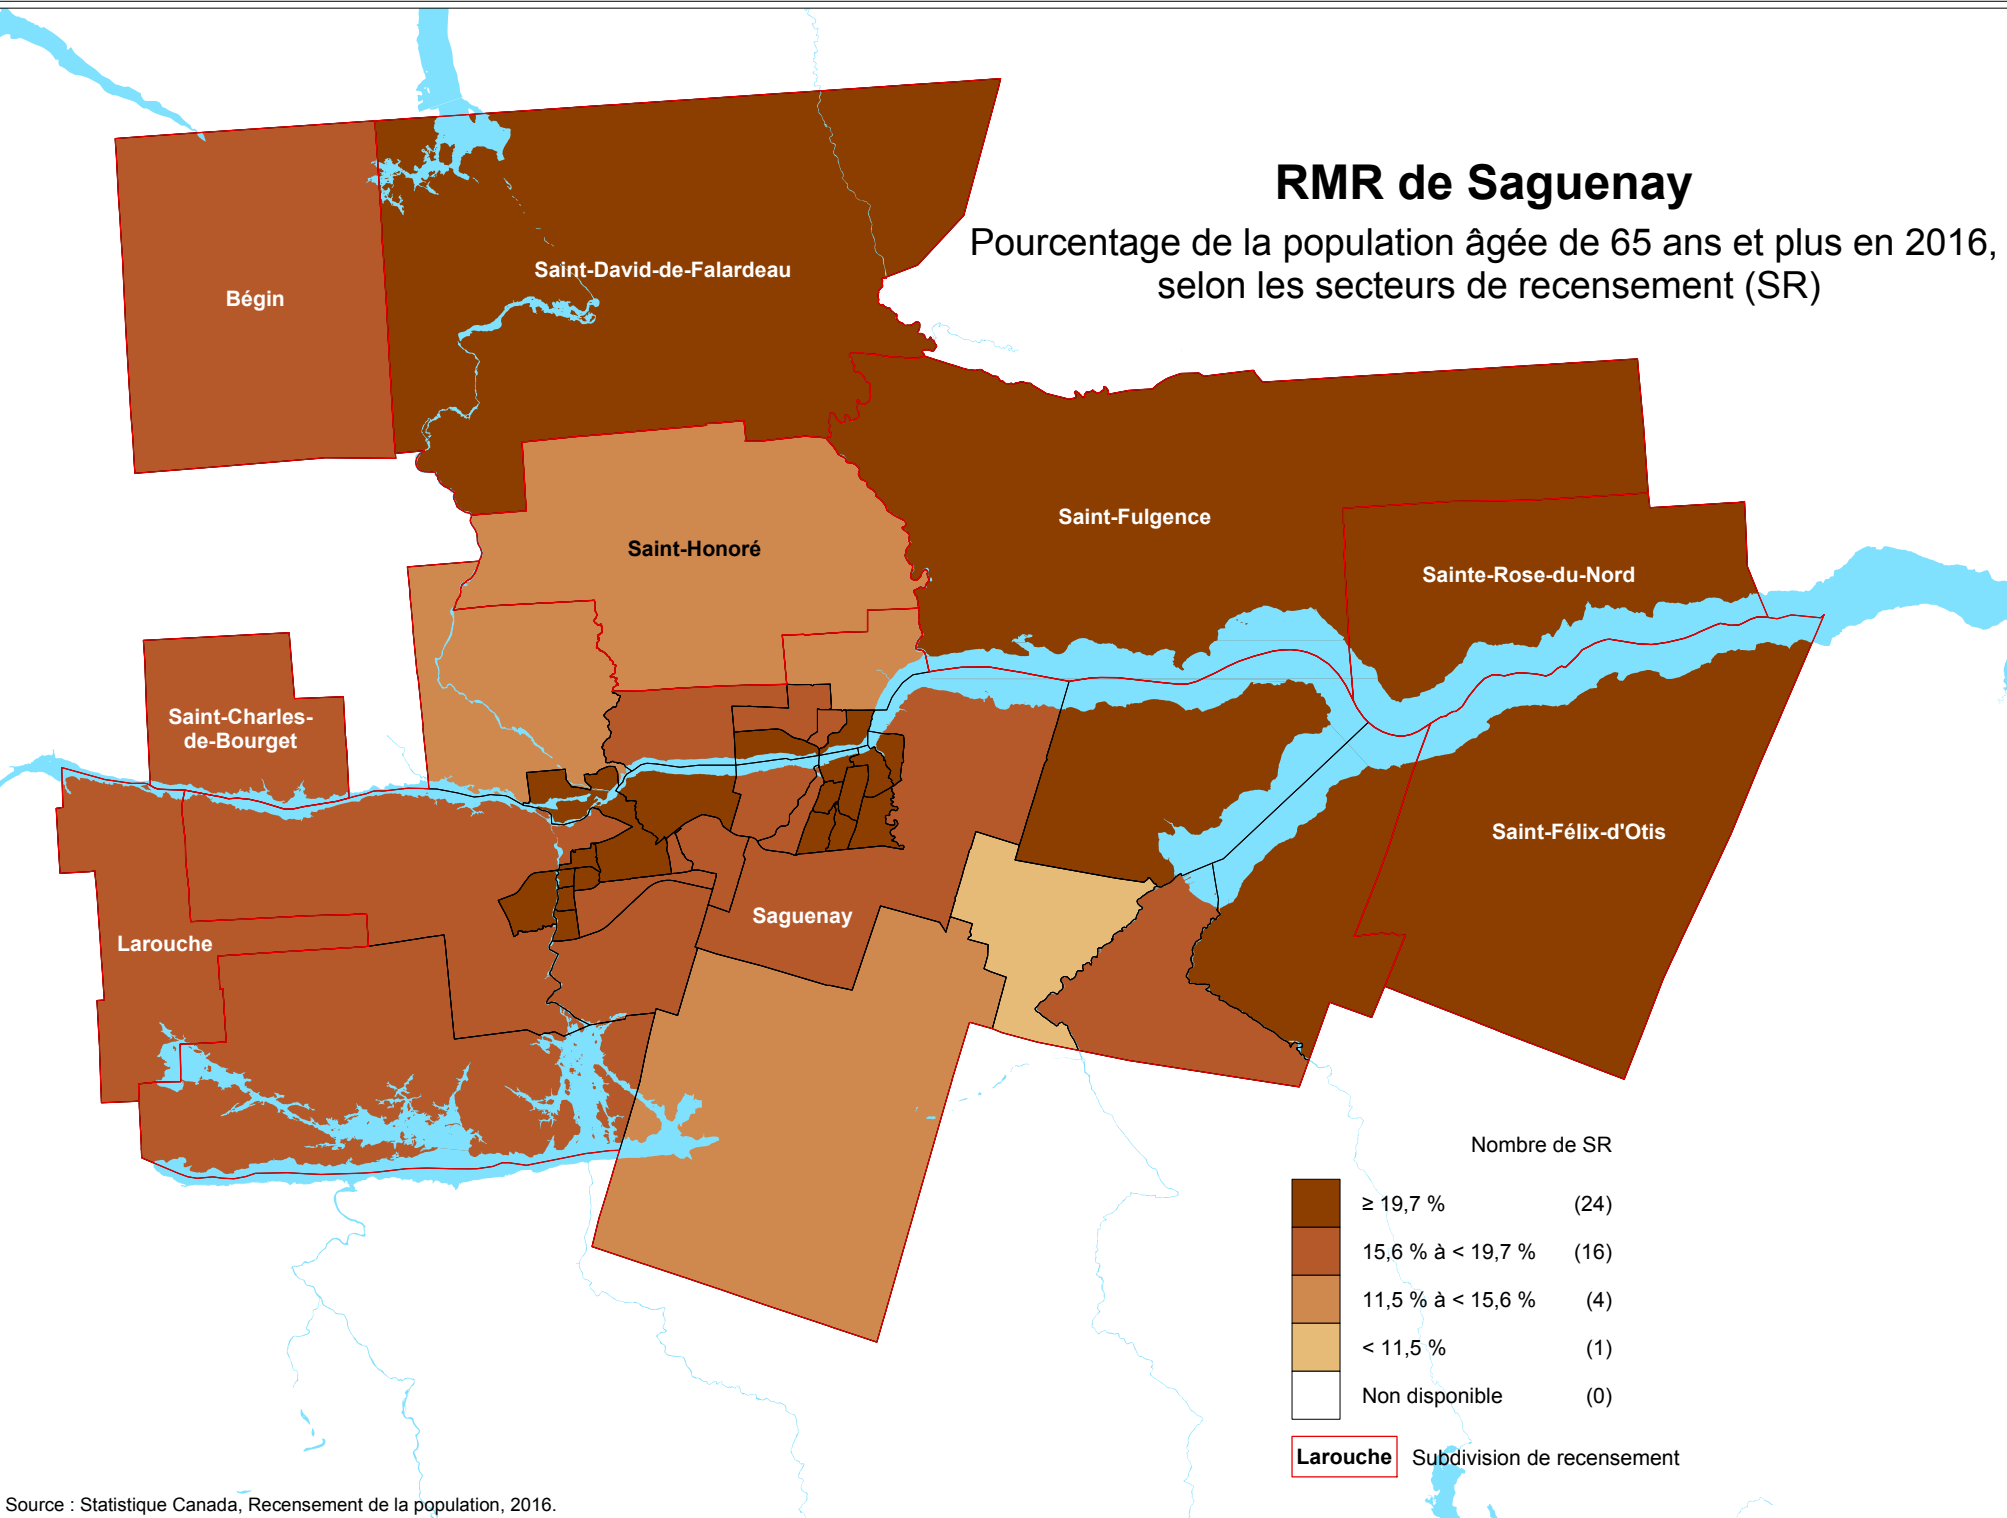 RMR de Saguenay
Pourcentage de la population âgée de 65 ans et plus en 2016,
selon les secteurs de recensement (SR)
Saint-David-de-Falardeau
Bégin
Saint-Fulgence
Saint-Honoré
Sainte-Rose-du-Nord
Saint-Charles-
de-Bourget
Saint-Félix-d'Otis
Saguenay
Larouche
Nombre de SR
≥ 19,7 % (24)
15,6 % à < 19,7 % (16)
11,5 % à < 15,6 % (4)
< 11,5 % (1)
Non disponible (0)
Larouche Subdivision de recensement
Source : Statistique Canada, Recensement de la population, 2016.